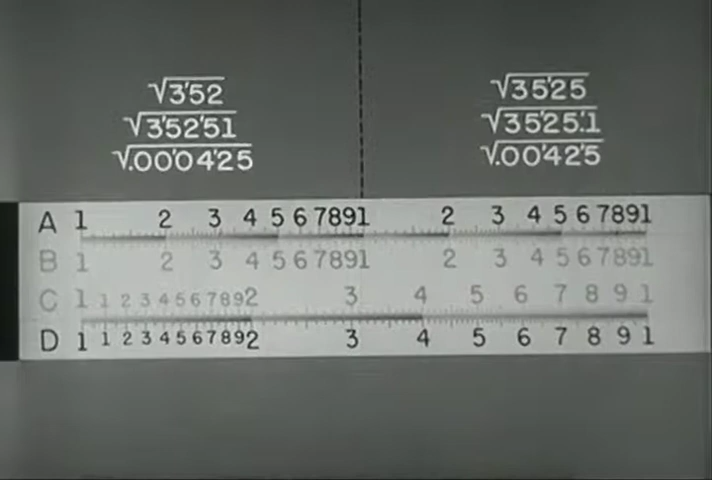 √3'52 √35'25
√3'52'51 √35'25.1
√.00'04'25 √.00'42'5
A 1 2 3 4 5 6 7 8 9 1 2 3 4 5 6 7 8 9 1
B 1 2 3 4 5 6 7 8 9 1 2 3 4 5 6 7 8 9 1
C 1 1 2 3 4 5 6 7 8 9 2 3 4 5 6 7 8 9 1
D 1 1 2 3 4 5 6 7 8 9 2 3 4 5 6 7 8 9 1